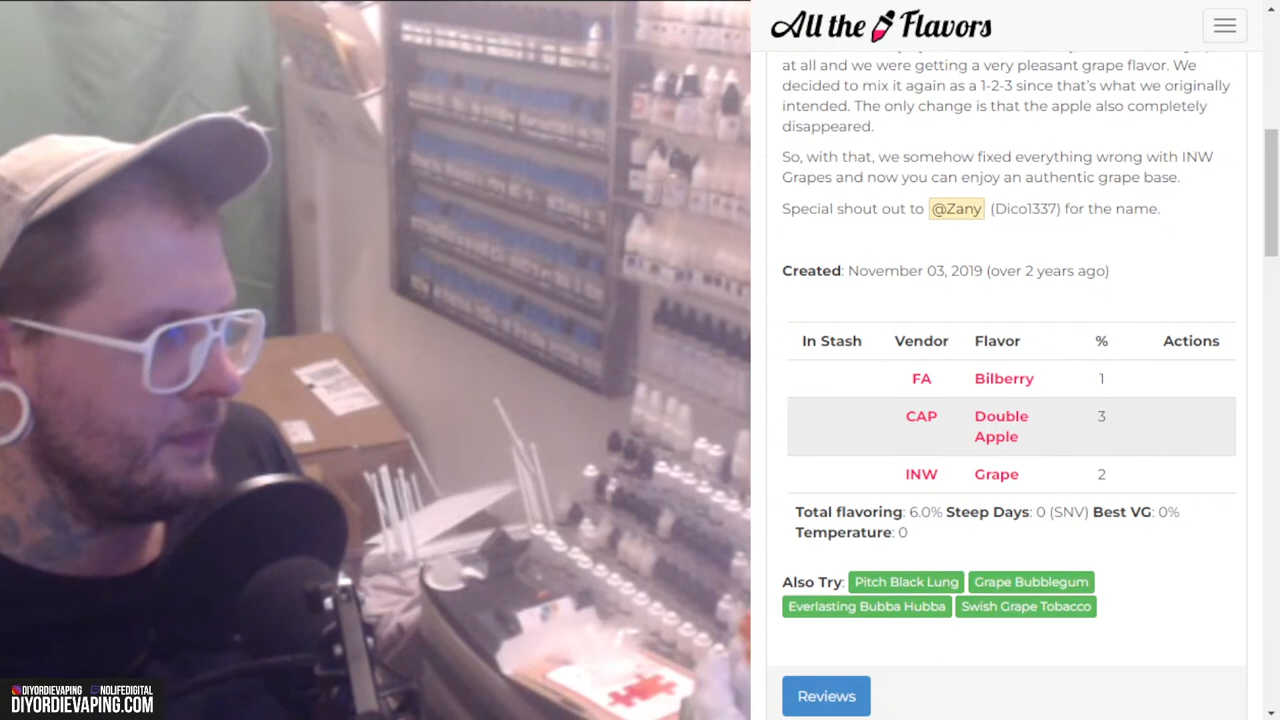 All the Flavors
at all and we were getting a very pleasant grape flavor. We
decided to mix it again as a 1-2-3 since that's what we originally
intended. The only change is that the apple also completely
disappeared.
So, with that, we somehow fixed everything wrong with INW
Grapes and now you can enjoy an authentic grape base.
Special shout out to @Zany (Dico1337) for the name.
Created: November 03, 2019 (over 2 years ago)
In Stash Vendor Flavor % Actions
FA Bilberry 1
CAP Double Apple 3
INW Grape 2
Total flavoring: 6.0% Steep Days: 0 (SNV) Best VG: 0%
Temperature: 0
Also Try: Pitch Black Lung Grape Bubblegum
Everlasting Bubba Hubba Swish Grape Tobacco
Reviews
DIYORDIEVAPING NOLIFEDIGITAL
DIYORDIEVAPING.COM